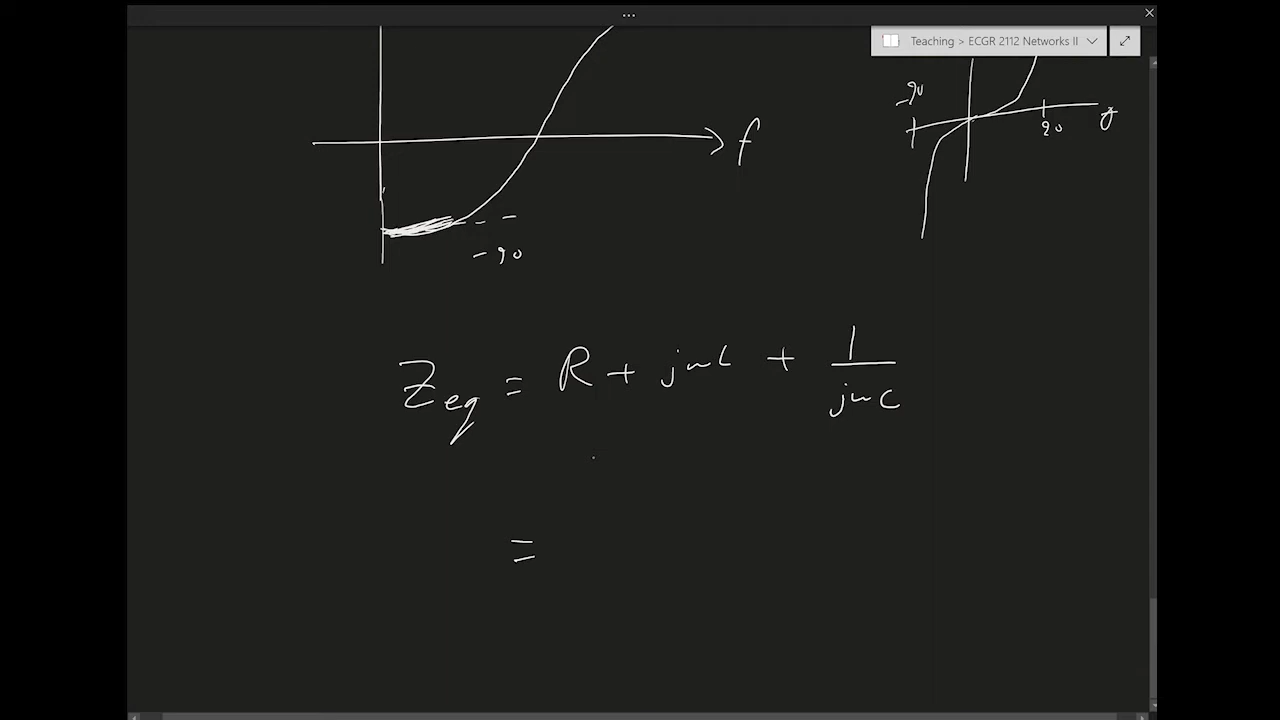 Teaching > ECGR 2112 Networks II
-90
90
f
-90
Zeq = R + jωL + 1/jωC
=